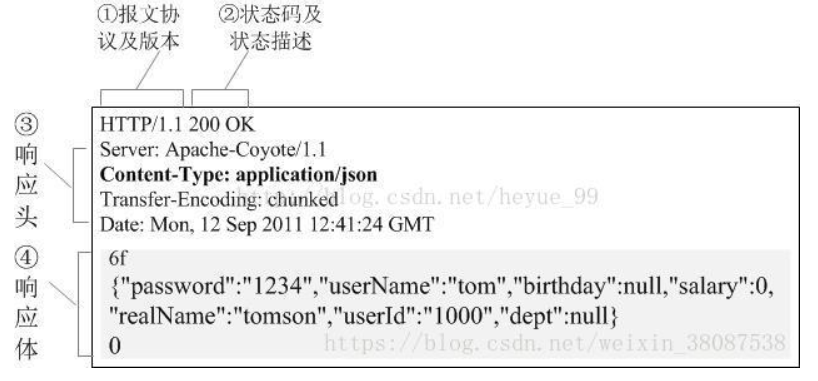 ①报文协
议及版本
②状态码及
状态描述
③
响
应
头
HTTP/1.1 200 OK
Server: Apache-Coyote/1.1
Content-Type: application/json
Transfer-Encoding: chunked
Date: Mon, 12 Sep 2011 12:41:24 GMT
④
响
应
体
6f
{"password":"1234","userName":"tom","birthday":null,"salary":0,
"realName":"tomson","userId":"1000","dept":null}
0
https://blog.csdn.net/weixin_38087538
log.csdn.net/heyue_99